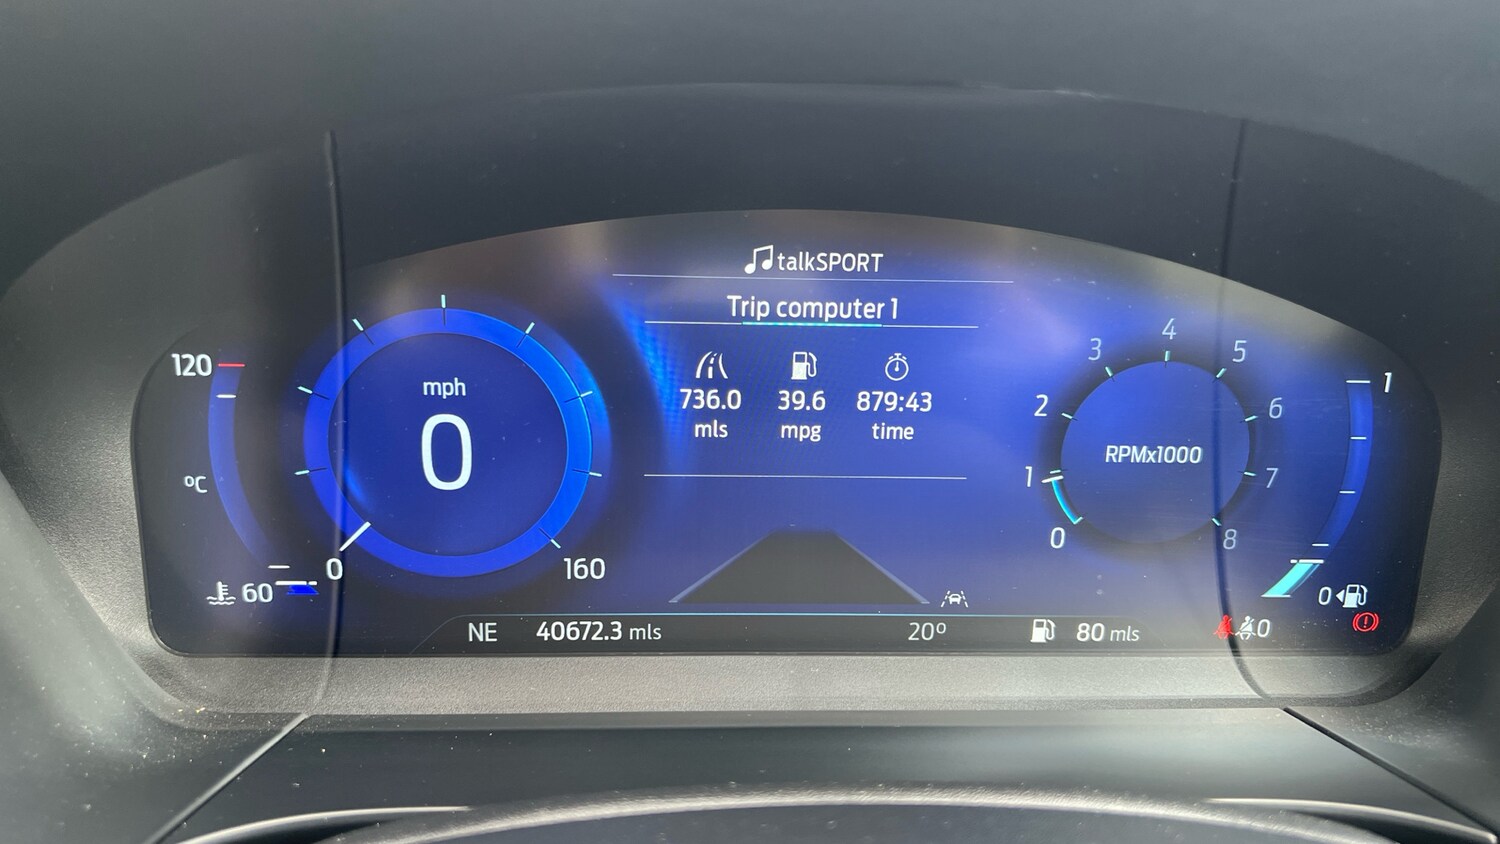 talkSPORT
Trip computer 1
736.0 39.6 879:43
mls mpg time
120
ºC
60
mph
0
0
160
0
1
2
3
4
5
6
7
8
RPMx1000
1
0
NE 40672.3 mls 20º 80 mls 0